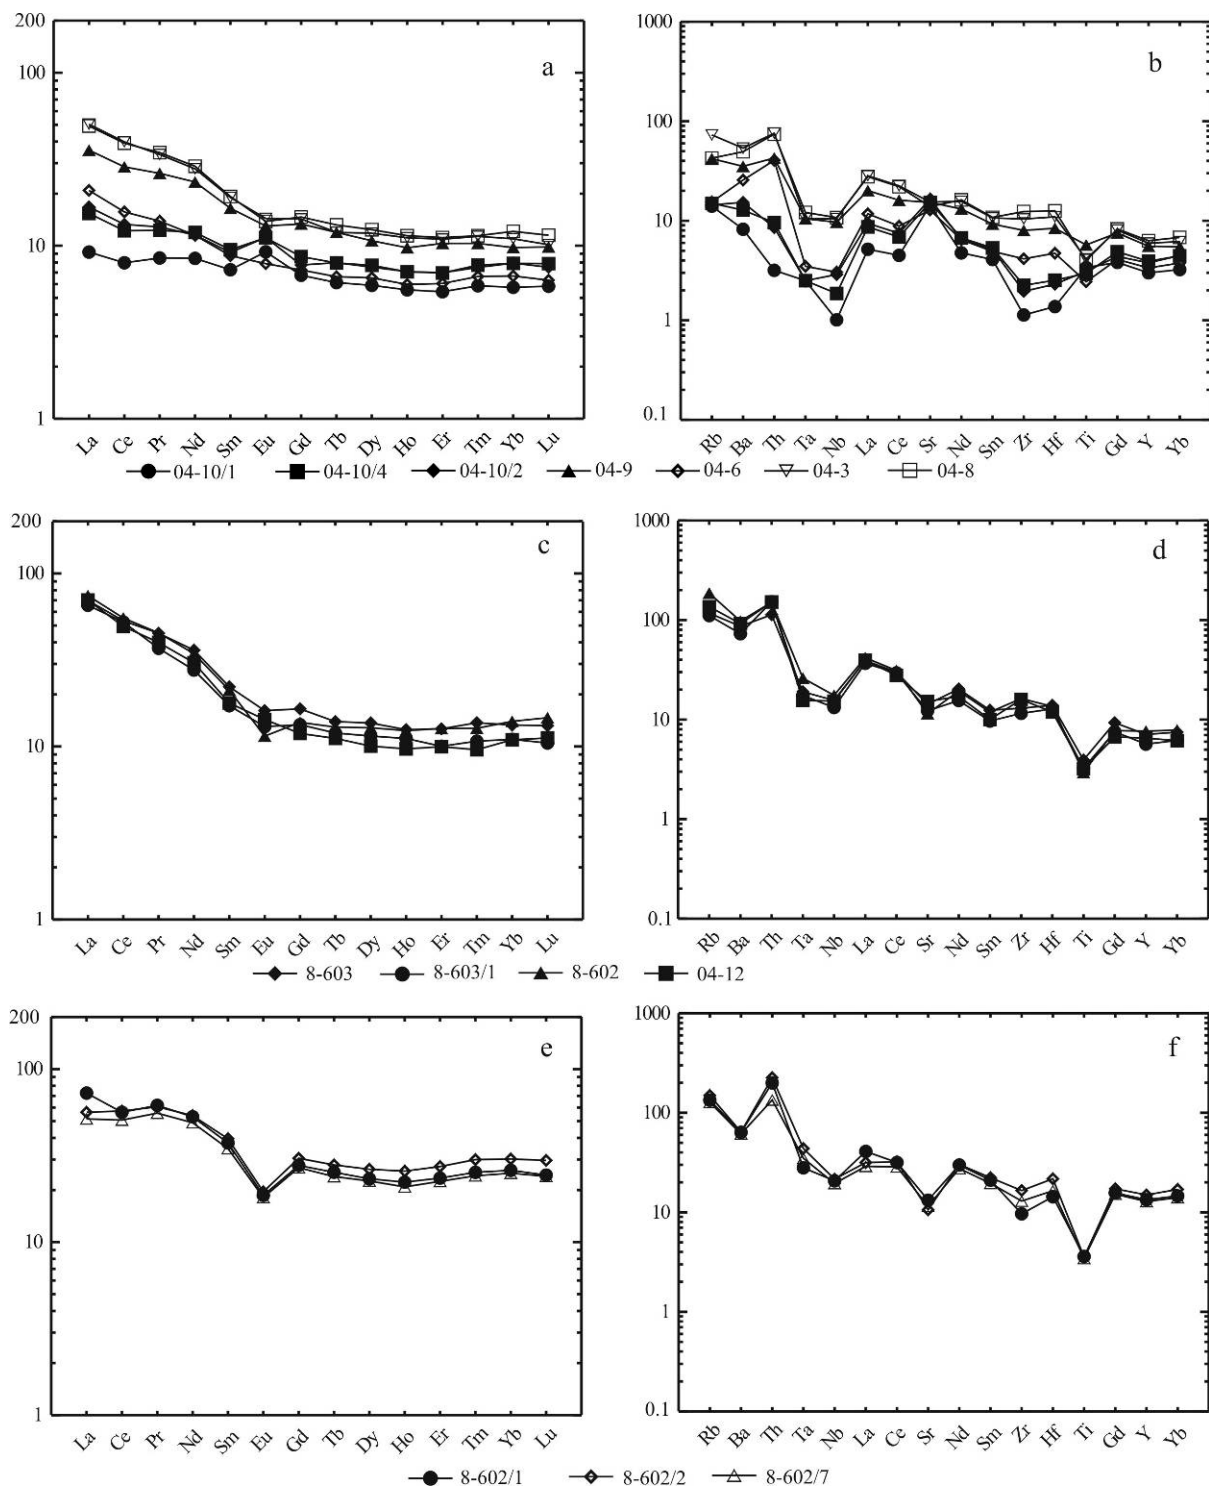 200
100
10
1
a
La Ce Pr Nd Sm Eu Gd Tb Dy Ho Er Tm Yb Lu
1000
100
10
1
0.1
b
Rb Ba Th Ta Nb La Ce Sr Nd Sm Zr Hf Ti Gd Y Yb
04-10/1 04-10/4 04-10/2 04-9 04-6 04-3 04-8
200
100
10
1
c
La Ce Pr Nd Sm Eu Gd Tb Dy Ho Er Tm Yb Lu
1000
100
10
1
0.1
d
Rb Ba Th Ta Nb La Ce Sr Nd Sm Zr Hf Ti Gd Y Yb
8-603 8-603/1 8-602 04-12
200
100
10
1
e
La Ce Pr Nd Sm Eu Gd Tb Dy Ho Er Tm Yb Lu
1000
100
10
1
0.1
f
Rb Ba Th Ta Nb La Ce Sr Nd Sm Zr Hf Ti Gd Y Yb
8-602/1 8-602/2 8-602/7